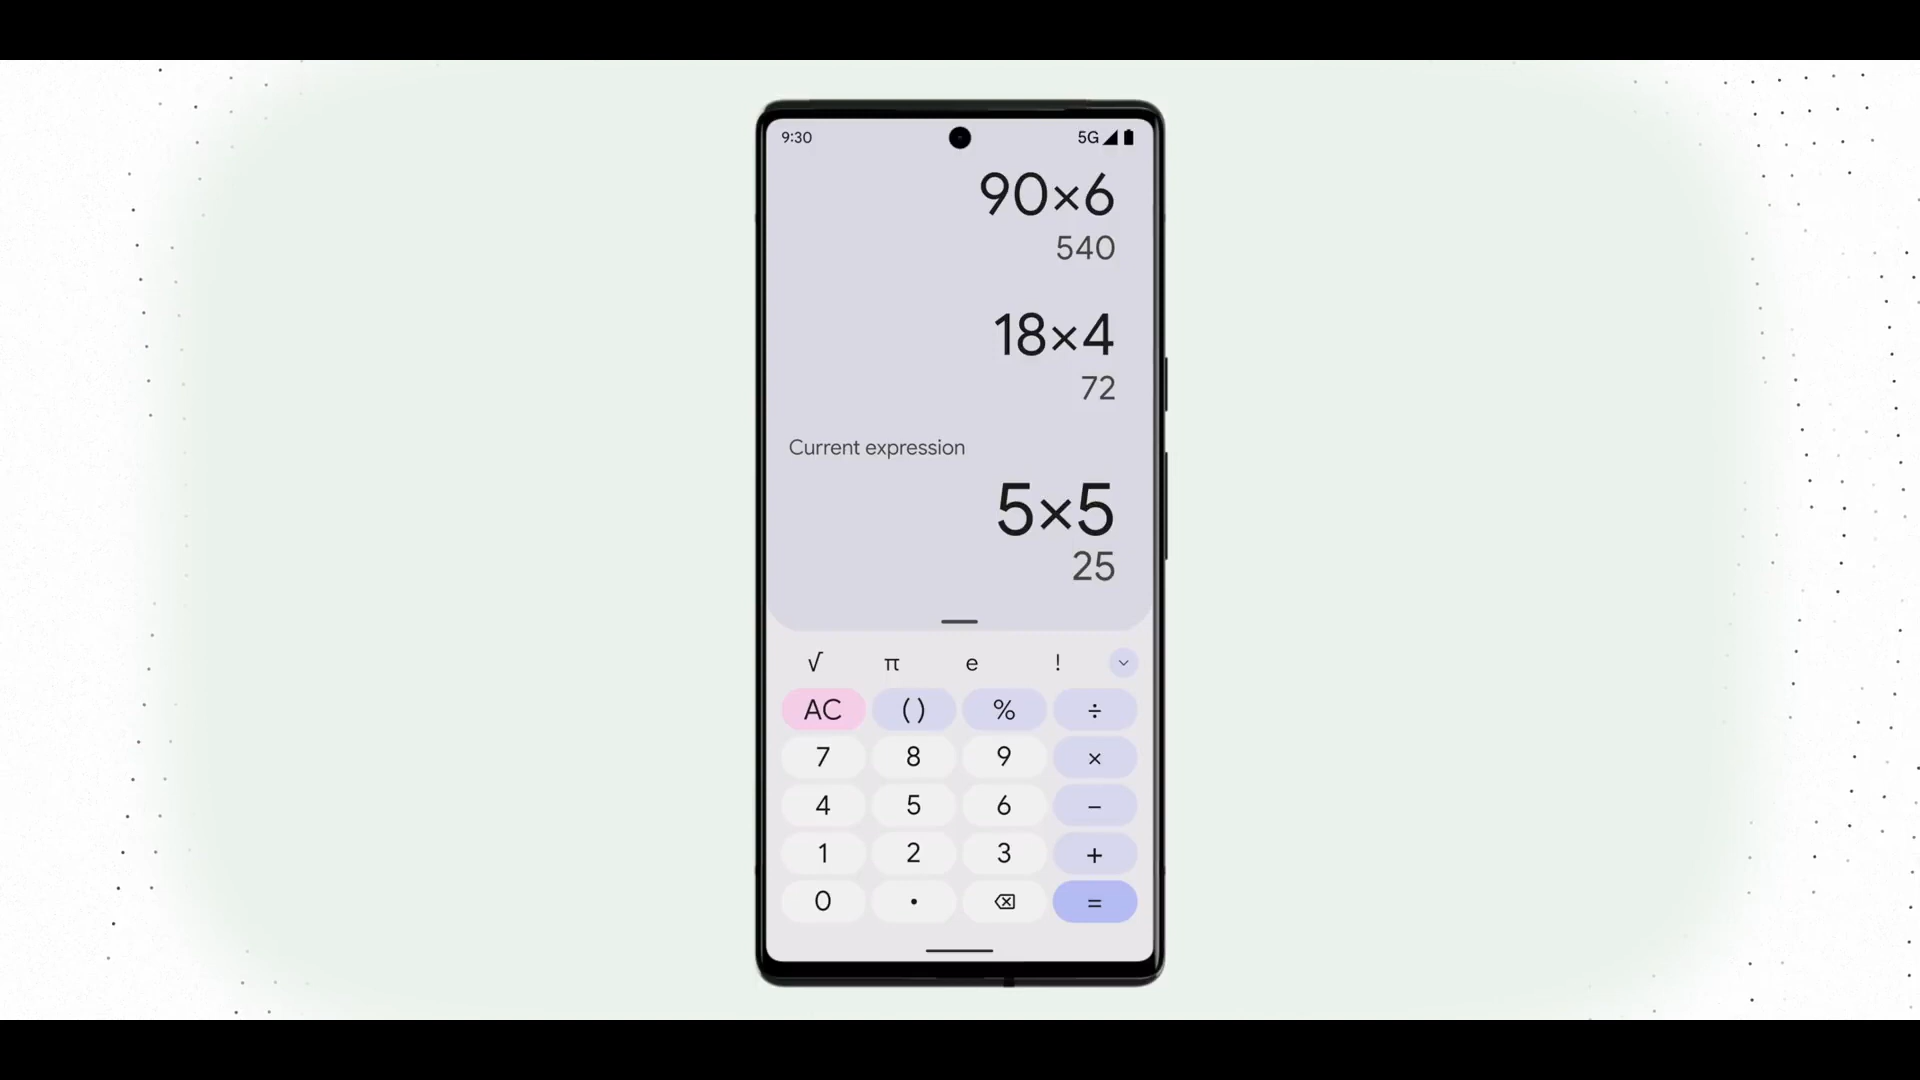 9:30 5G
90×6
540
18×4
72
Current expression
5×5
25
√ π e !
AC ( ) % ÷
7 8 9 ×
4 5 6 −
1 2 3 +
0 . =